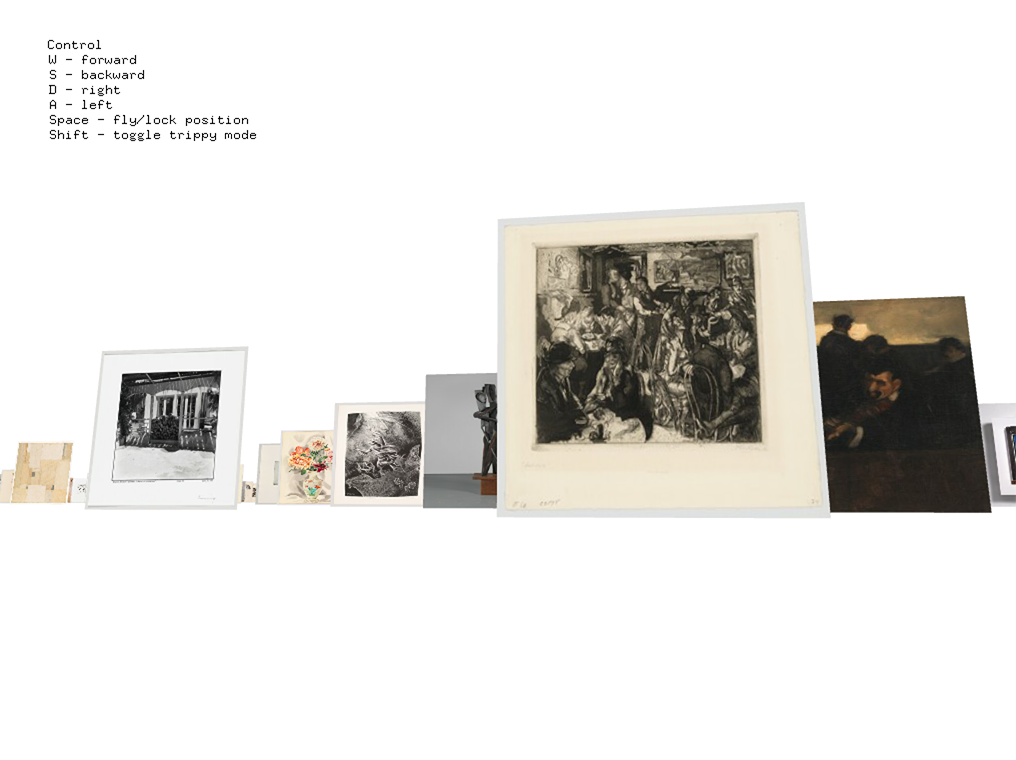 Control
W - forward
S - backward
D - right
A - left
Space - fly/lock position
Shift - toggle trippy mode